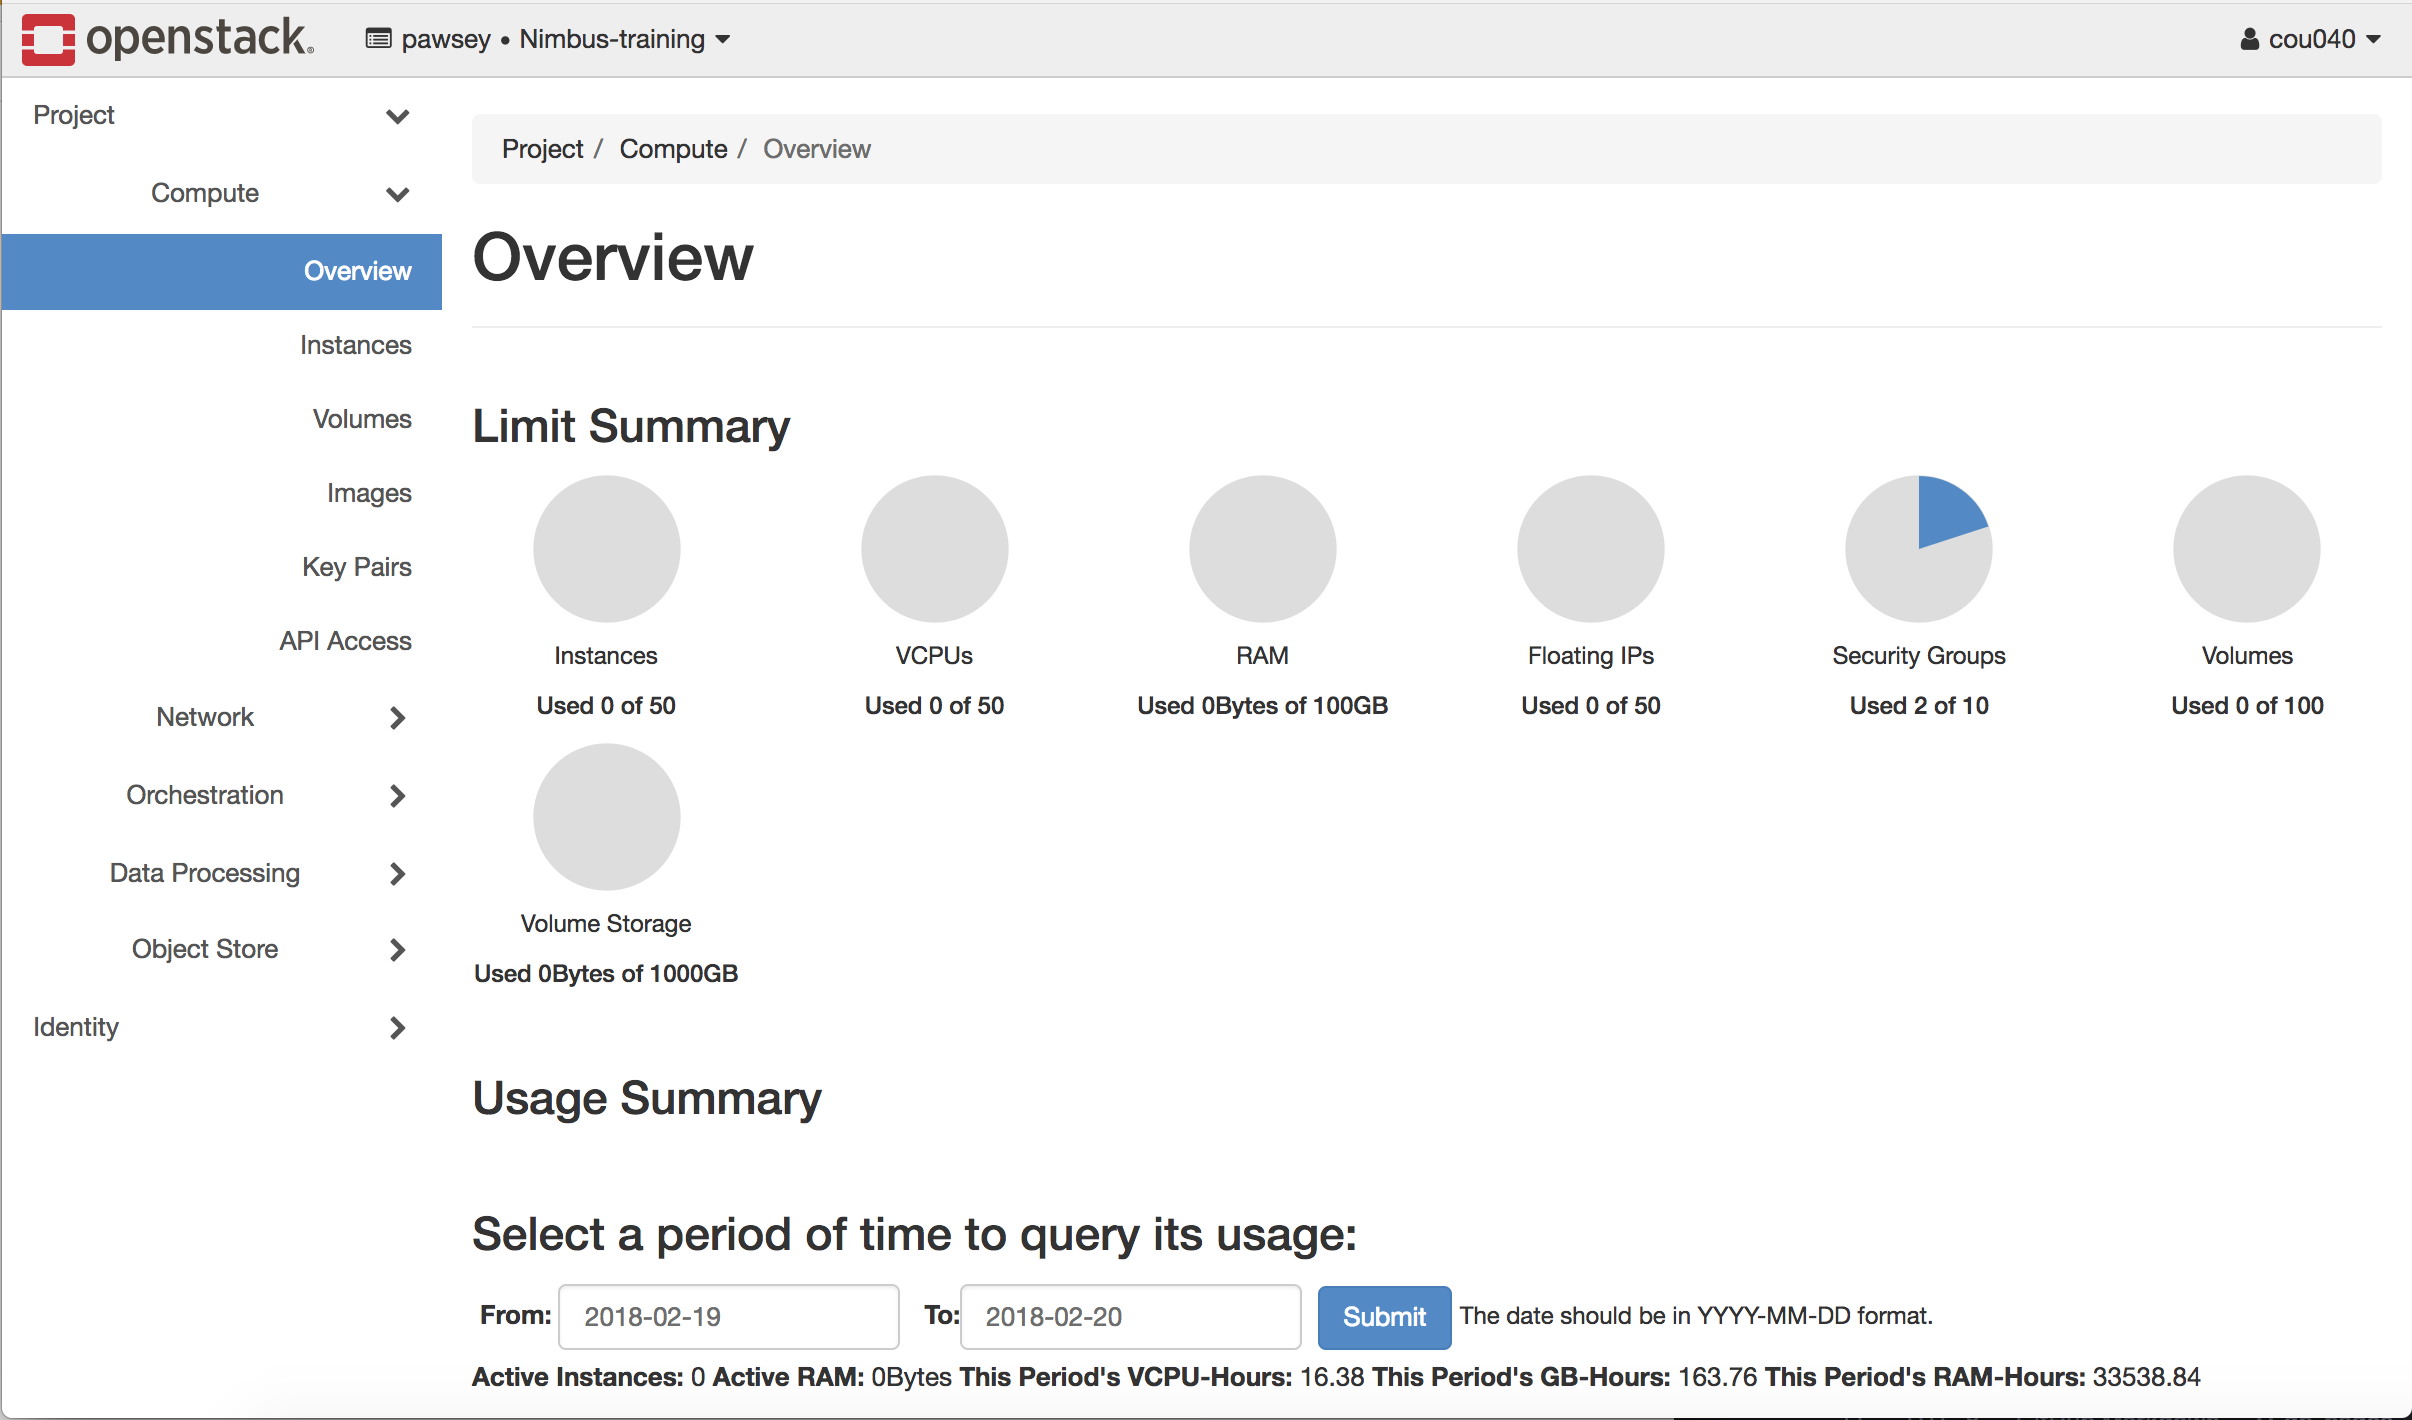 openstack. pawsey • Nimbus-training cou040
Project
Compute
Overview
Instances
Volumes
Images
Key Pairs
API Access
Network
Orchestration
Data Processing
Object Store
Identity
Project / Compute / Overview
Overview
Limit Summary
Instances
Used 0 of 50
VCPUs
Used 0 of 50
RAM
Used 0Bytes of 100GB
Floating IPs
Used 0 of 50
Security Groups
Used 2 of 10
Volumes
Used 0 of 100
Volume Storage
Used 0Bytes of 1000GB
Usage Summary
Select a period of time to query its usage:
From: 2018-02-19 To: 2018-02-20 Submit The date should be in YYYY-MM-DD format.
Active Instances: 0 Active RAM: 0Bytes This Period's VCPU-Hours: 16.38 This Period's GB-Hours: 163.76 This Period's RAM-Hours: 33538.84